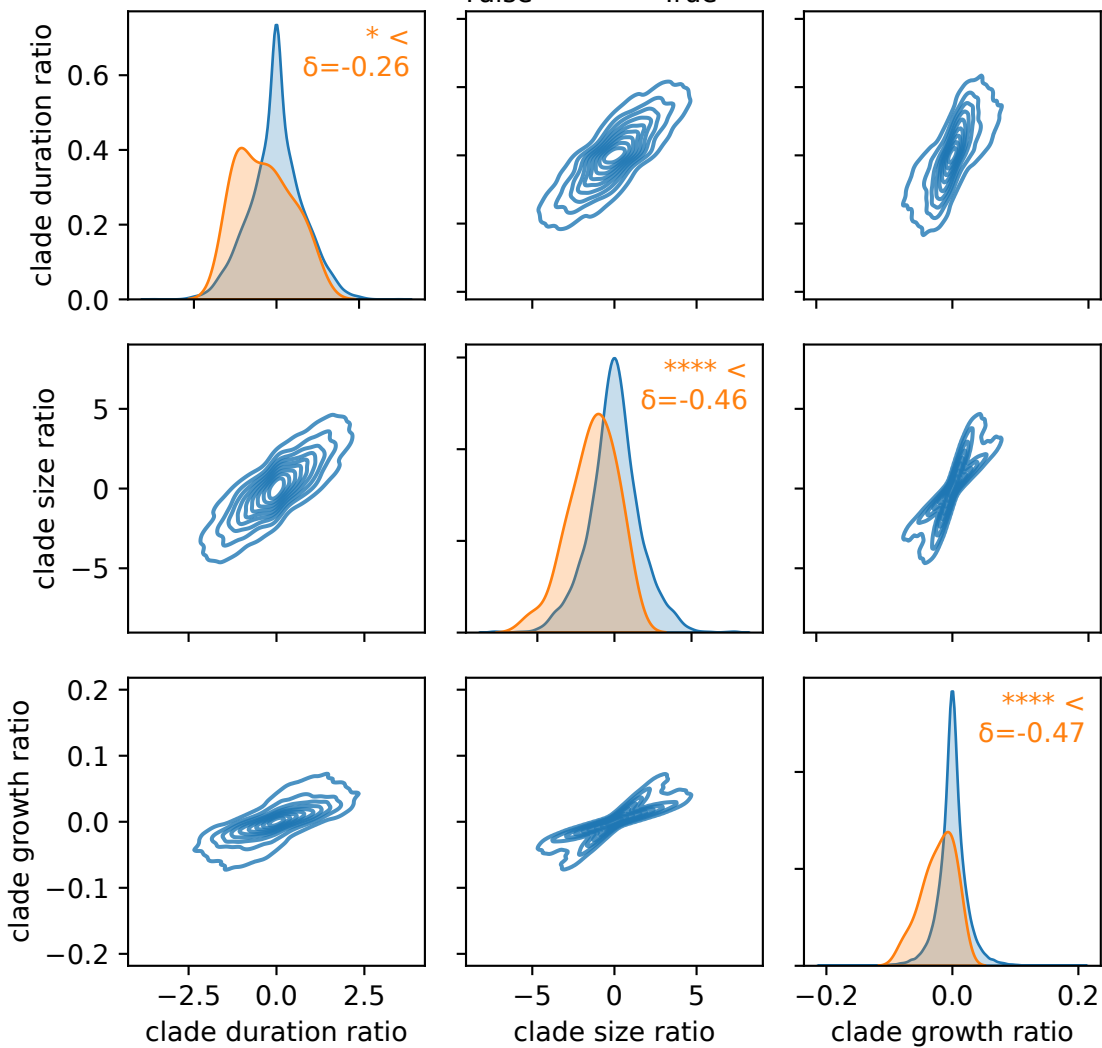 True
clade duration ratio
0.6
0.4
0.2
0.0
* <
δ=-0.26
clade size ratio
5
0
−5
**** <
δ=-0.46
clade growth ratio
0.2
0.1
0.0
−0.1
−0.2
**** <
δ=-0.47
−2.5 0.0 2.5
−5 0 5
−0.2 0.0 0.2
clade duration ratio
clade size ratio
clade growth ratio